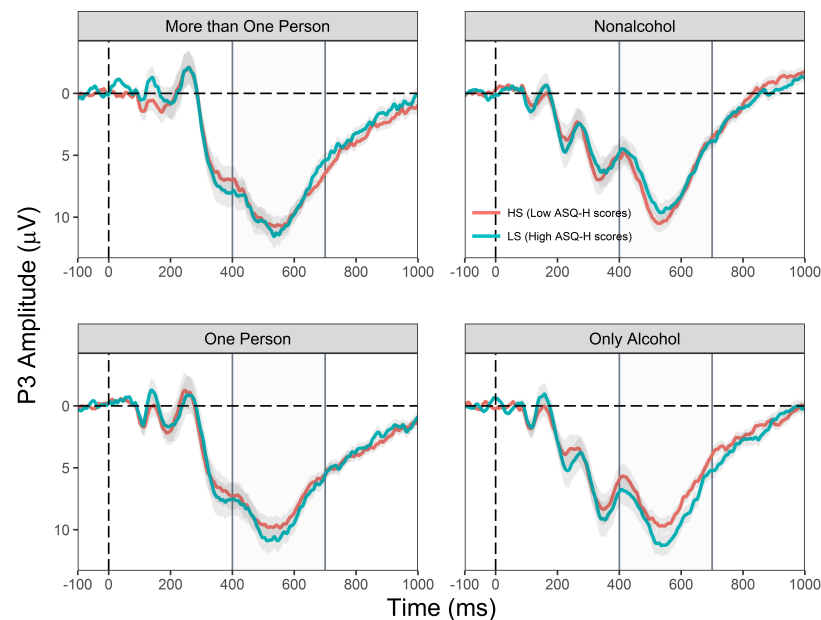 More than One Person
Nonalcohol
0
5
10
-100 0 200 400 600 800 1000
0
5
10
HS (Low ASQ-H scores)
LS (High ASQ-H scores)
-100 0 200 400 600 800 1000
P3 Amplitude (μV)
One Person
Only Alcohol
0
5
10
-100 0 200 400 600 800 1000
0
5
10
-100 0 200 400 600 800 1000
Time (ms)